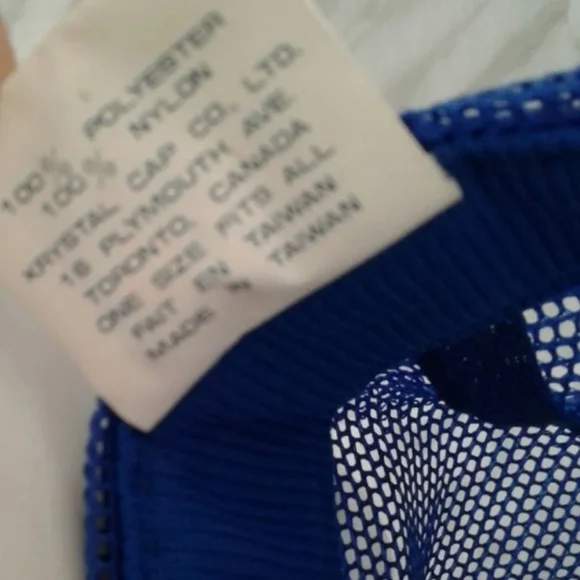 100% POLYESTER
100% NYLON
KRYSTAL CAP CO. LTD.
16 PLYMOUTH AVE.
TORONTO, CANADA
ONE SIZE FITS ALL
FAIT EN TAIWAN
MADE IN TAIWAN